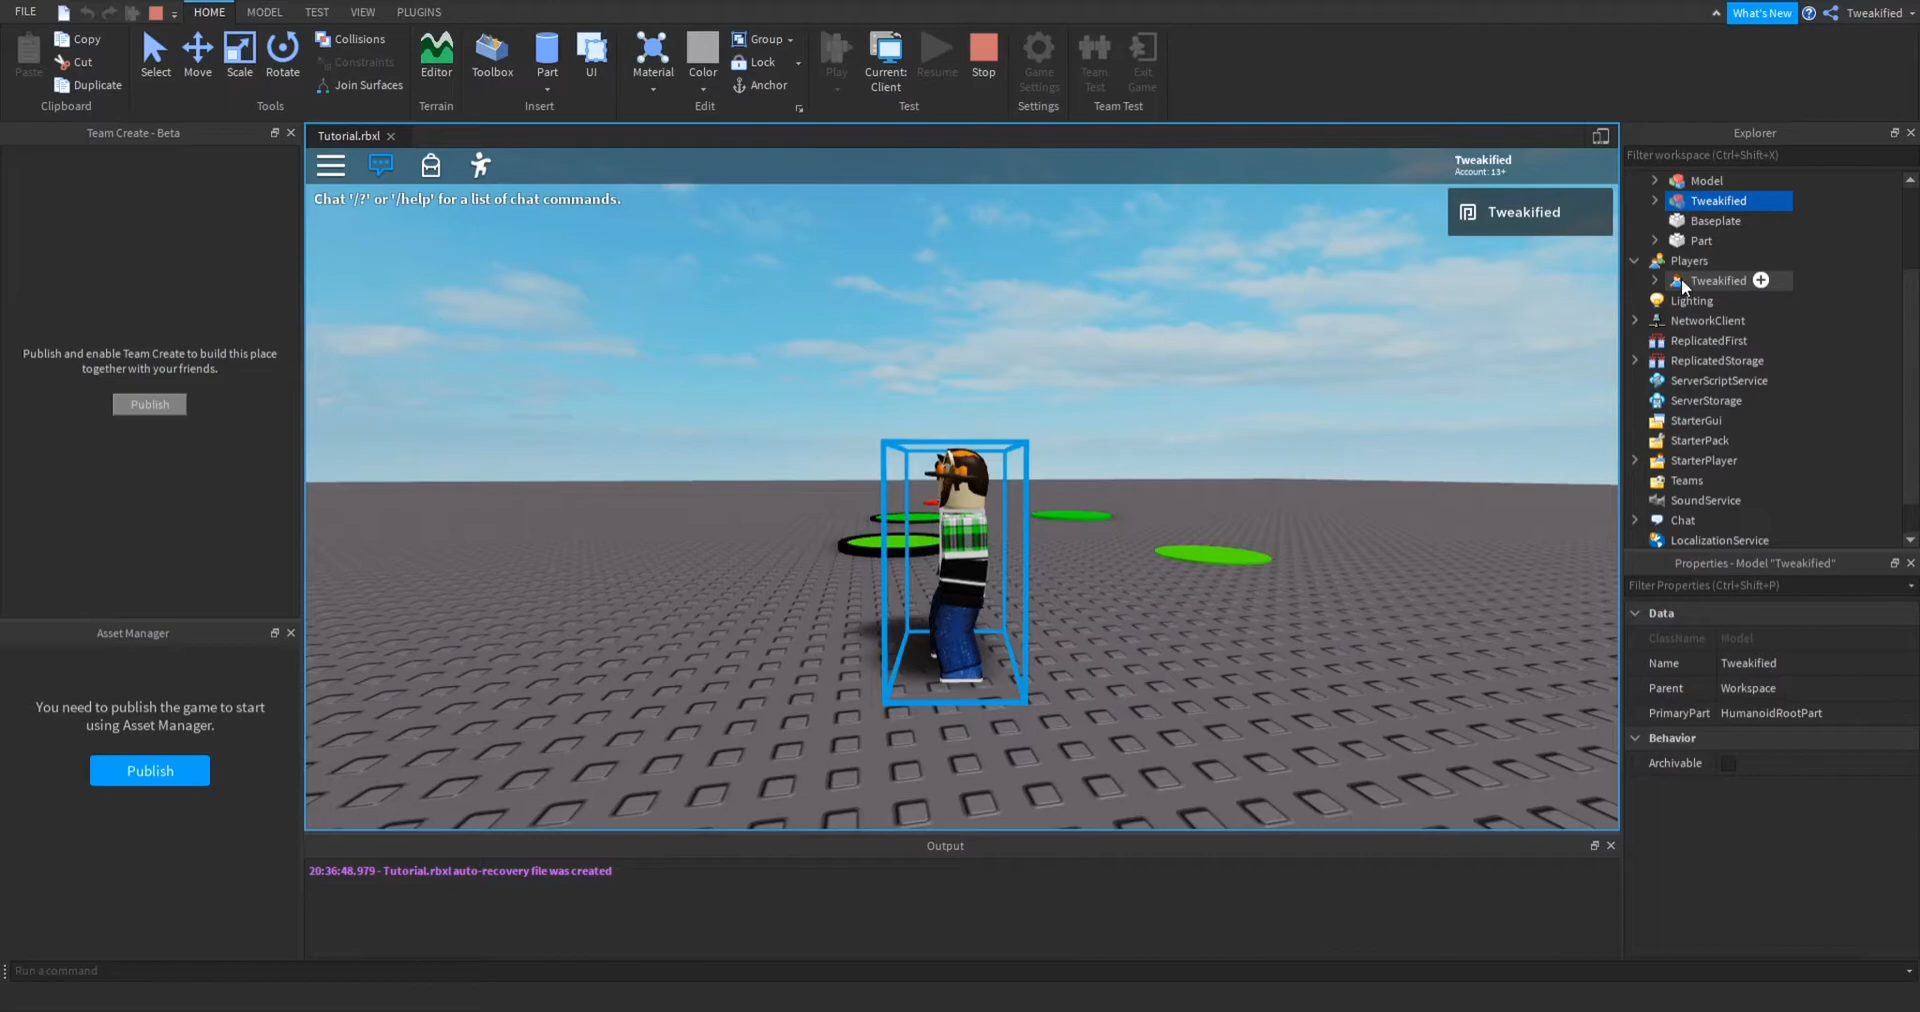 FILE
HOME
MODEL
TEST
VIEW
PLUGINS
What's New
Tweakified
Paste
Copy
Cut
Duplicate
Clipboard
Select
Move
Scale
Rotate
Collisions
Constraints
Join Surfaces
Tools
Editor
Terrain
Toolbox
Part
UI
Insert
Material
Color
Group
Lock
Anchor
Edit
Play
Current:
Client
Resume
Stop
Test
Game
Settings
Settings
Team
Test
Exit
Game
Team Test
Team Create - Beta
Publish and enable Team Create to build this place
together with your friends.
Publish
Asset Manager
You need to publish the game to start
using Asset Manager.
Publish
Tutorial.rbxl
Tweakified
Account: 13+
Chat '/?' or '/help' for a list of chat commands.
Tweakified
Output
20:36:48.979 - Tutorial.rbxl auto-recovery file was created
Explorer
Filter workspace (Ctrl+Shift+X)
Model
Tweakified
Baseplate
Part
Players
Tweakified
Lighting
NetworkClient
ReplicatedFirst
ReplicatedStorage
ServerScriptService
ServerStorage
StarterGui
StarterPack
StarterPlayer
Teams
SoundService
Chat
LocalizationService
Properties - Model "Tweakified"
Filter Properties (Ctrl+Shift+P)
Data
ClassName Model
Name Tweakified
Parent Workspace
PrimaryPart HumanoidRootPart
Behavior
Archivable
Run a command